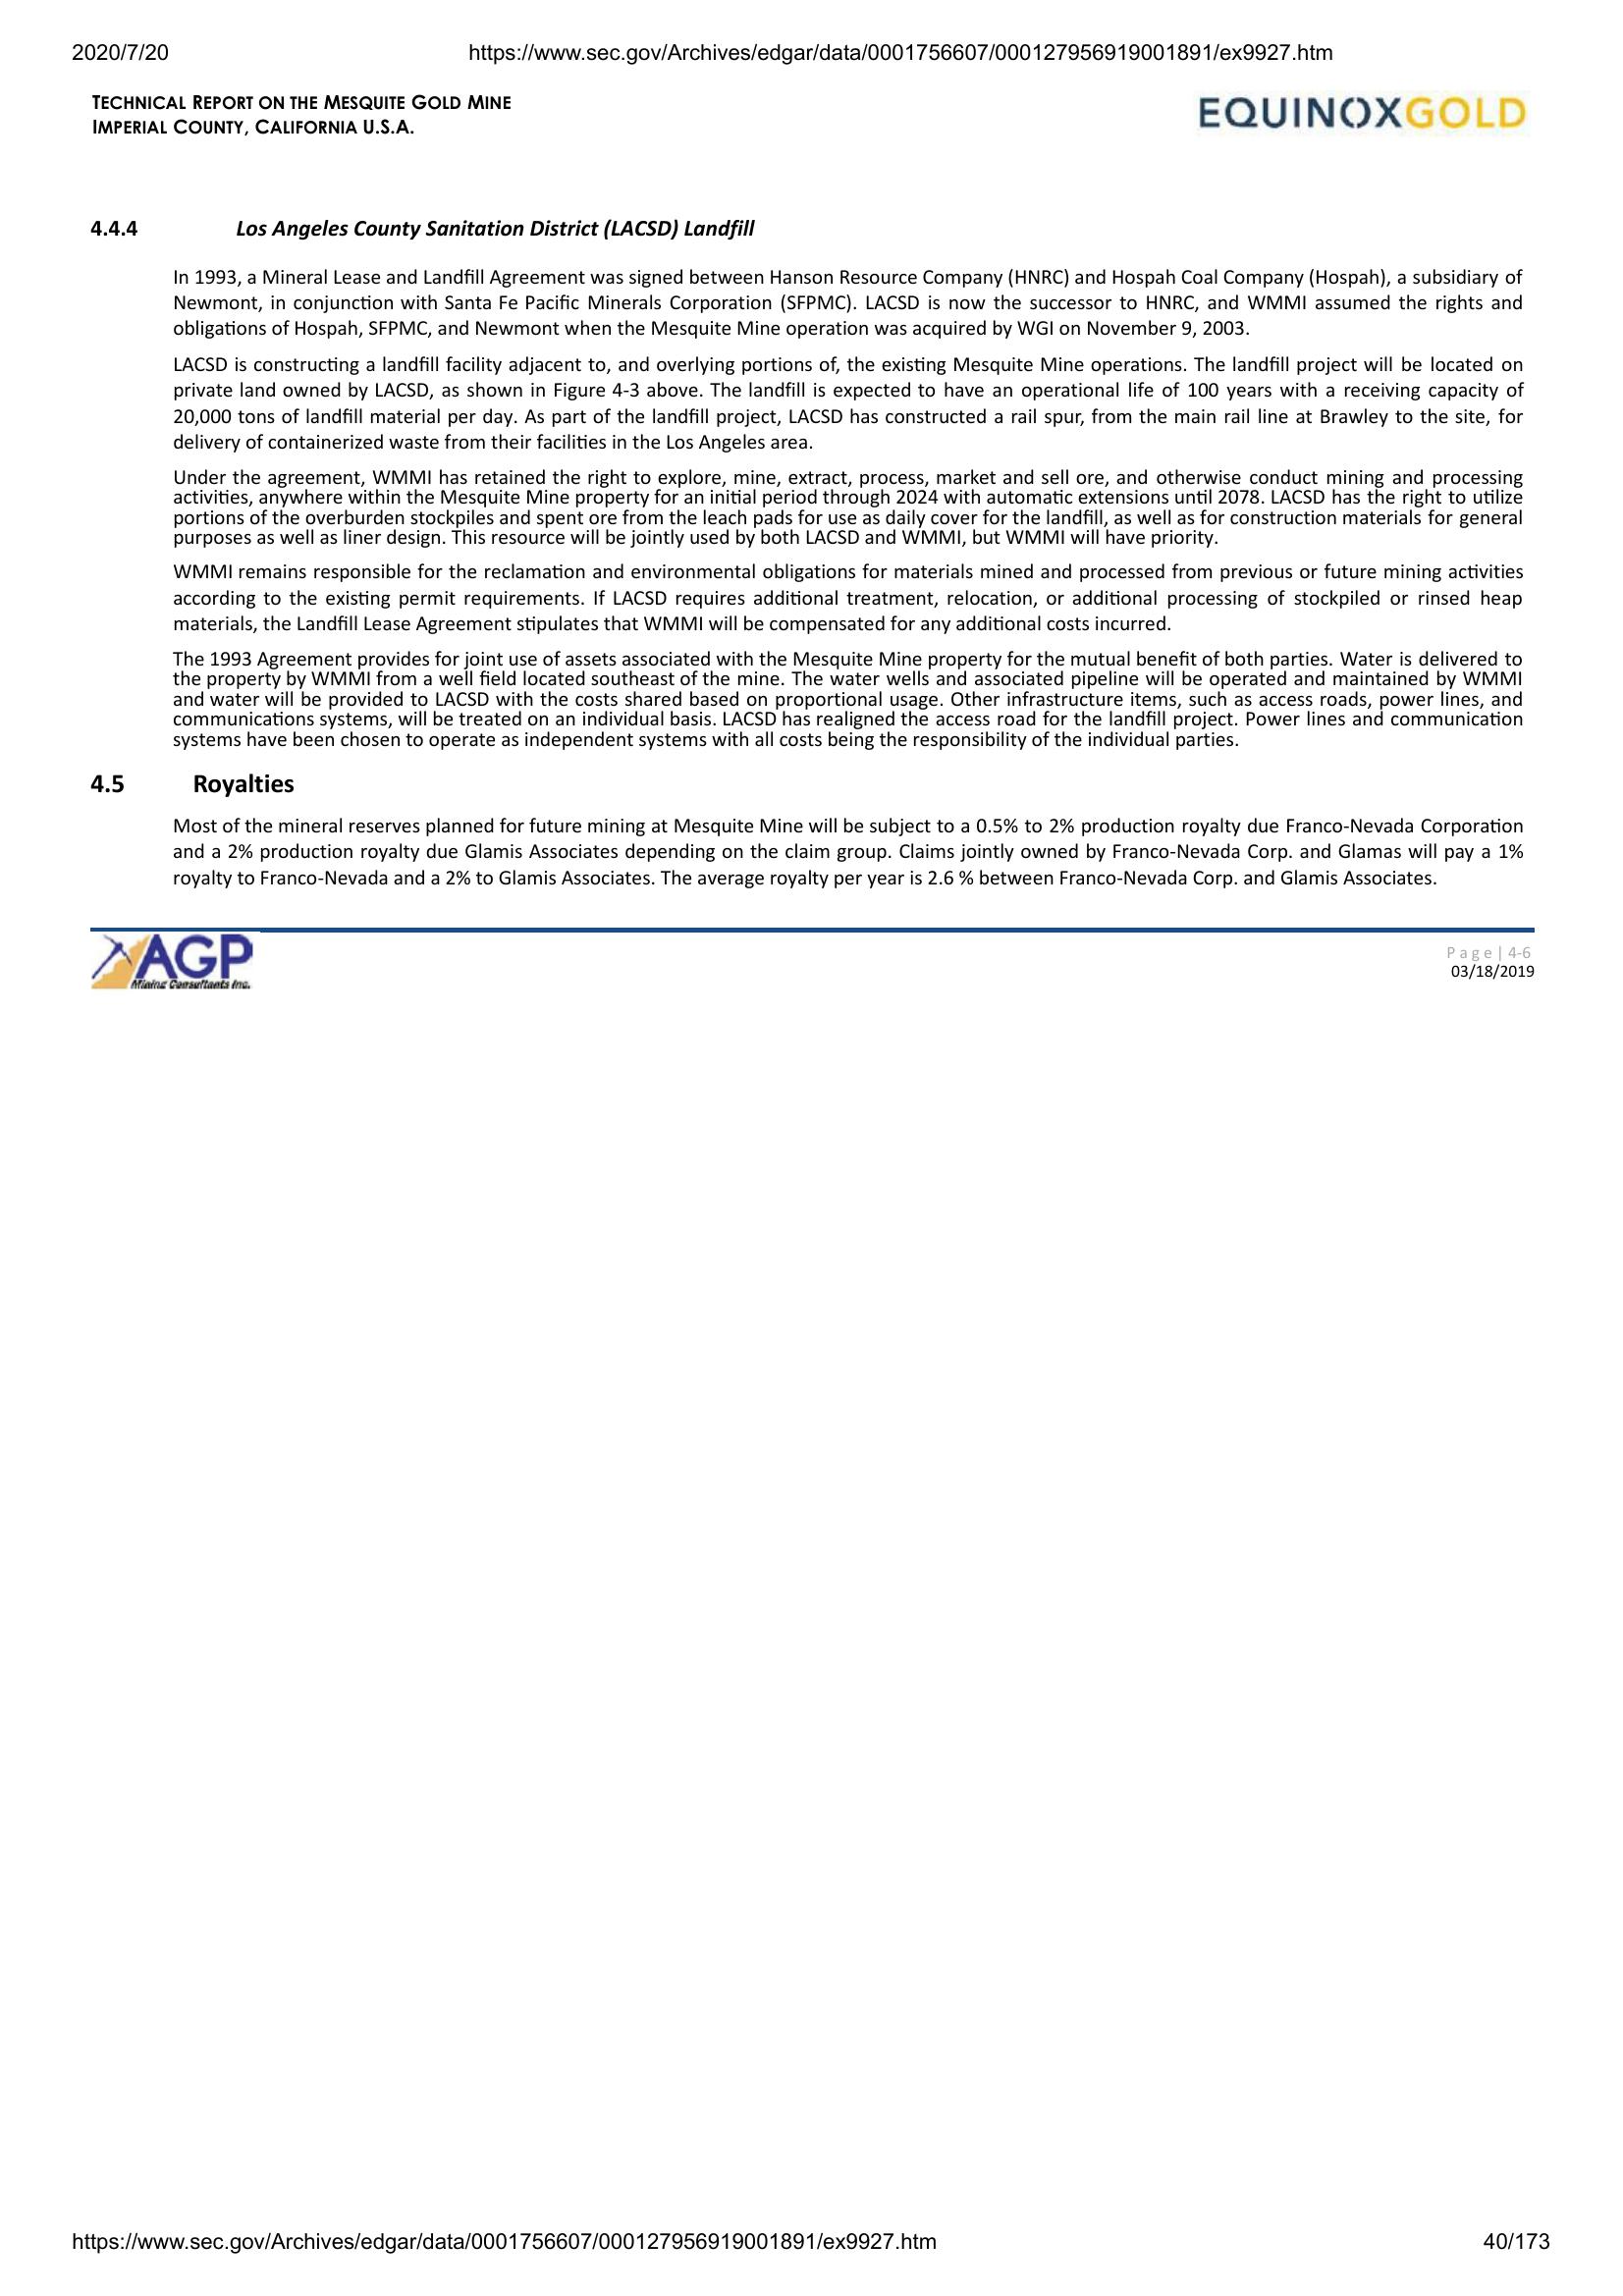 2020/7/20 https://www.sec.gov/Archives/edgar/data/0001756607/000127956919001891/ex9927.htm
TECHNICAL REPORT ON THE MESQUITE GOLD MINE
IMPERIAL COUNTY, CALIFORNIA U.S.A.
EQUINOXGOLD
4.4.4 Los Angeles County Sanitation District (LACSD) Landfill
In 1993, a Mineral Lease and Landfill Agreement was signed between Hanson Resource Company (HNRC) and Hospah Coal Company (Hospah), a subsidiary of
Newmont, in conjunction with Santa Fe Pacific Minerals Corporation (SFPMC). LACSD is now the successor to HNRC, and WMMI assumed the rights and
obligations of Hospah, SFPMC, and Newmont when the Mesquite Mine operation was acquired by WGI on November 9, 2003.
LACSD is constructing a landfill facility adjacent to, and overlying portions of, the existing Mesquite Mine operations. The landfill project will be located on
private land owned by LACSD, as shown in Figure 4-3 above. The landfill is expected to have an operational life of 100 years with a receiving capacity of
20,000 tons of landfill material per day. As part of the landfill project, LACSD has constructed a rail spur, from the main rail line at Brawley to the site, for
delivery of containerized waste from their facilities in the Los Angeles area.
Under the agreement, WMMI has retained the right to explore, mine, extract, process, market and sell ore, and otherwise conduct mining and processing
activities, anywhere within the Mesquite Mine property for an initial period through 2024 with automatic extensions until 2078. LACSD has the right to utilize
portions of the overburden stockpiles and spent ore from the leach pads for use as daily cover for the landfill, as well as for construction materials for general
purposes as well as liner design. This resource will be jointly used by both LACSD and WMMI, but WMMI will have priority.
WMMI remains responsible for the reclamation and environmental obligations for materials mined and processed from previous or future mining activities
according to the existing permit requirements. If LACSD requires additional treatment, relocation, or additional processing of stockpiled or rinsed heap
materials, the Landfill Lease Agreement stipulates that WMMI will be compensated for any additional costs incurred.
The 1993 Agreement provides for joint use of assets associated with the Mesquite Mine property for the mutual benefit of both parties. Water is delivered to
the property by WMMI from a well field located southeast of the mine. The water wells and associated pipeline will be operated and maintained by WMMI
and water will be provided to LACSD with the costs shared based on proportional usage. Other infrastructure items, such as access roads, power lines, and
communications systems, will be treated on an individual basis. LACSD has realigned the access road for the landfill project. Power lines and communication
systems have been chosen to operate as independent systems with all costs being the responsibility of the individual parties.
4.5 Royalties
Most of the mineral reserves planned for future mining at Mesquite Mine will be subject to a 0.5% to 2% production royalty due Franco-Nevada Corporation
and a 2% production royalty due Glamis Associates depending on the claim group. Claims jointly owned by Franco-Nevada Corp. and Glamas will pay a 1%
royalty to Franco-Nevada and a 2% to Glamis Associates. The average royalty per year is 2.6 % between Franco-Nevada Corp. and Glamis Associates.
AGP
Mining Consultants Inc.
Page | 4-6
03/18/2019
https://www.sec.gov/Archives/edgar/data/0001756607/000127956919001891/ex9927.htm 40/173